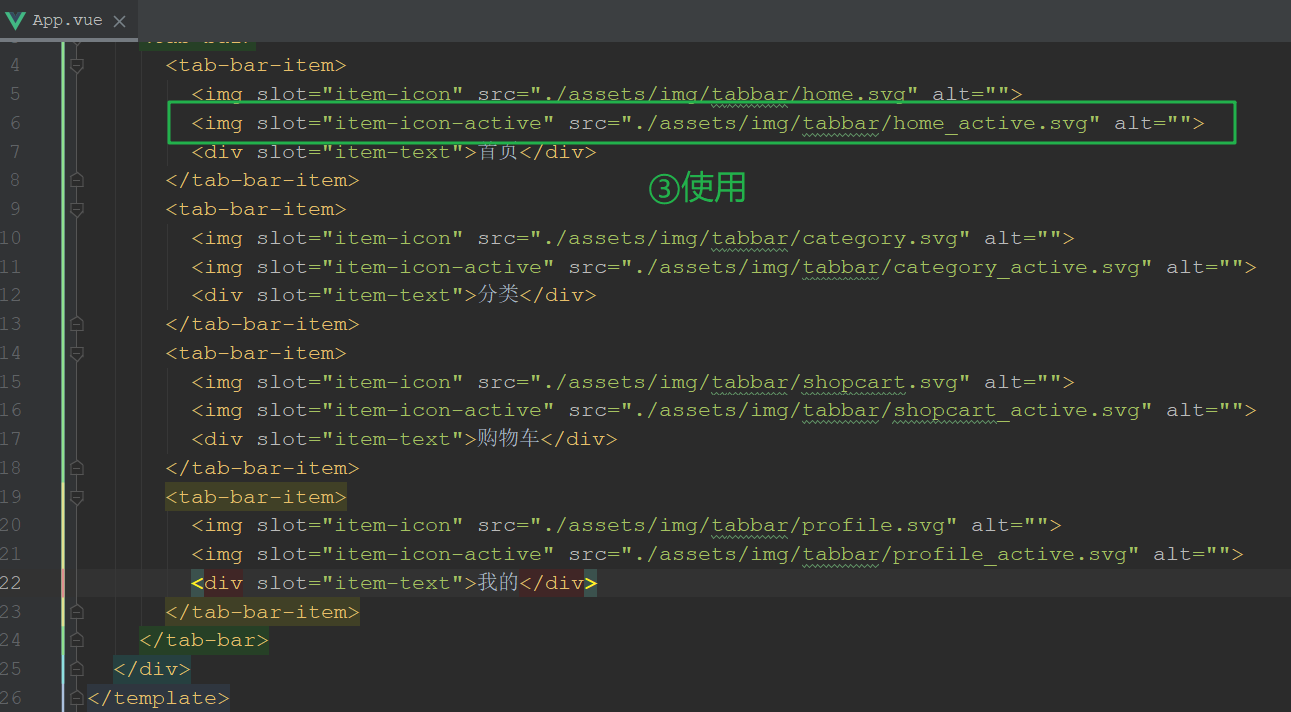 App.vue
4 <tab-bar-item>
5 <img slot="item-icon" src="./assets/img/tabbar/home.svg" alt="">
6 <img slot="item-icon-active" src="./assets/img/tabbar/home_active.svg" alt="">
7 <div slot="item-text">首页</div>
8 </tab-bar-item>
③使用
9 <tab-bar-item>
10 <img slot="item-icon" src="./assets/img/tabbar/category.svg" alt="">
11 <img slot="item-icon-active" src="./assets/img/tabbar/category_active.svg" alt="">
12 <div slot="item-text">分类</div>
13 </tab-bar-item>
14 <tab-bar-item>
15 <img slot="item-icon" src="./assets/img/tabbar/shopcart.svg" alt="">
16 <img slot="item-icon-active" src="./assets/img/tabbar/shopcart_active.svg" alt="">
17 <div slot="item-text">购物车</div>
18 </tab-bar-item>
19 <tab-bar-item>
20 <img slot="item-icon" src="./assets/img/tabbar/profile.svg" alt="">
21 <img slot="item-icon-active" src="./assets/img/tabbar/profile_active.svg" alt="">
22 <div slot="item-text">我的</div>
23 </tab-bar-item>
24 </tab-bar>
25 </div>
26 </template>